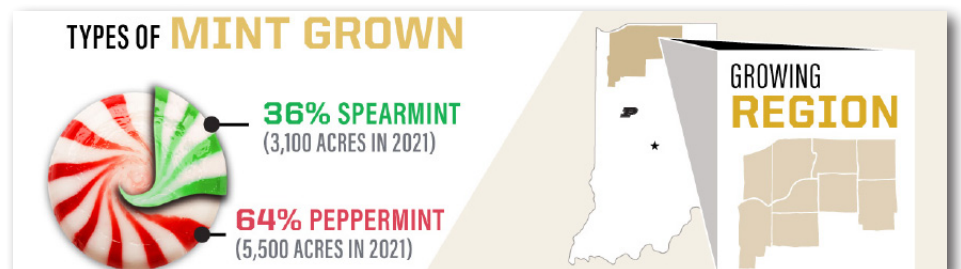 TYPES OF MINT GROWN
36% SPEARMINT
(3,100 ACRES IN 2021)
64% PEPPERMINT
(5,500 ACRES IN 2021)
GROWING
REGION